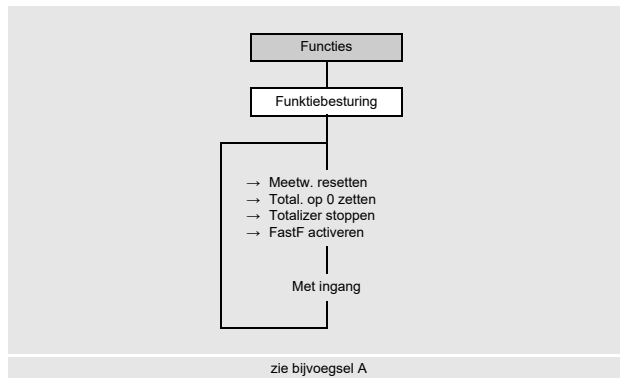 Functies
Funktiebesturing
→ Meetw. resetten
→ Total. op 0 zetten
→ Totalizer stoppen
→ FastF activeren
Met ingang
zie bijvoegsel A